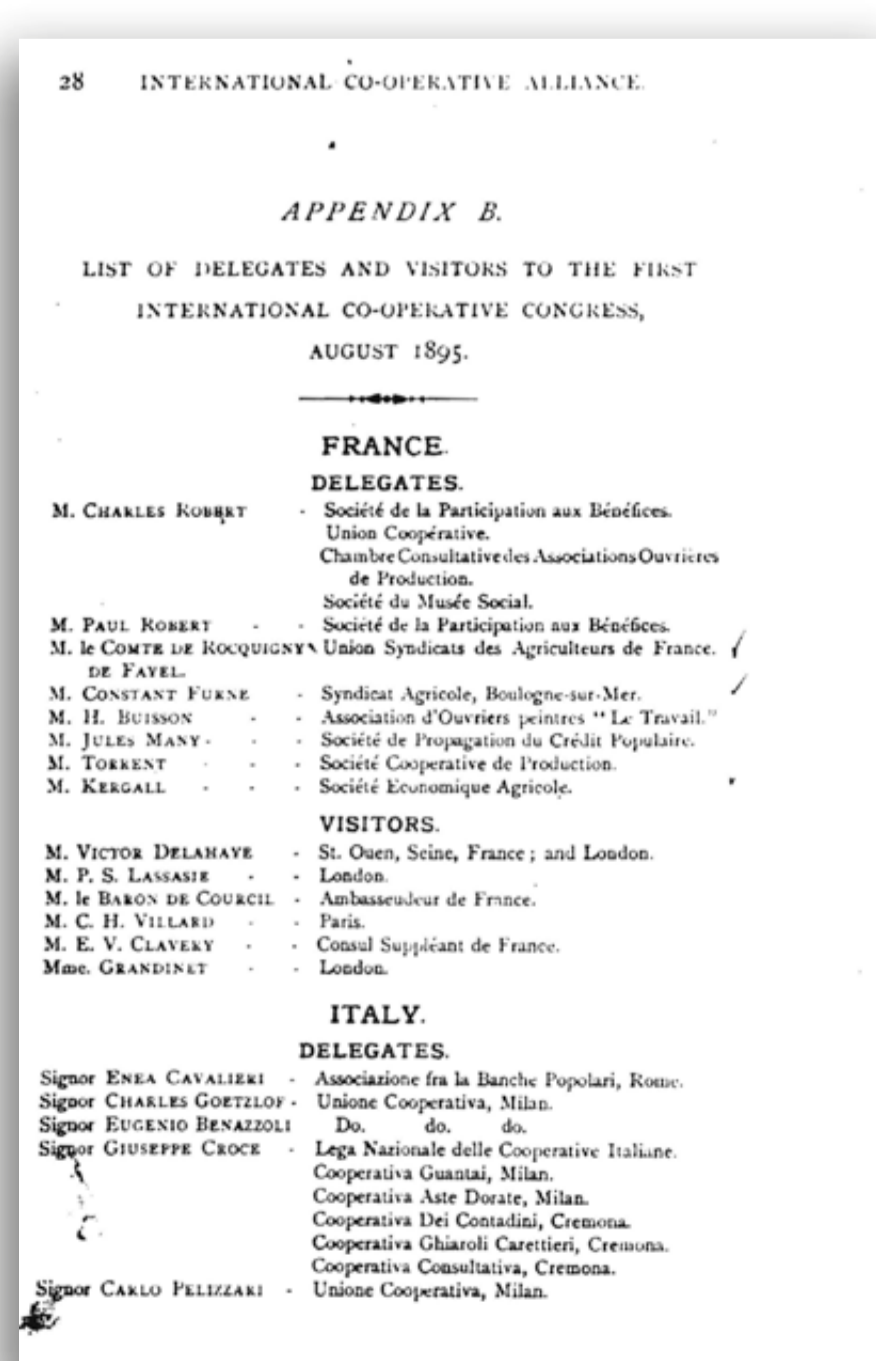 28 INTERNATIONAL CO-OPERATIVE ALLIANCE.
APPENDIX B.
LIST OF DELEGATES AND VISITORS TO THE FIRST
INTERNATIONAL CO-OPERATIVE CONGRESS,
AUGUST 1895.
FRANCE.
DELEGATES.
M. CHARLES ROBERT - Société de la Participation aux Bénéfices.
Union Coopérative.
Chambre Consultative des Associations Ouvrières
de Production.
Société du Musée Social.
M. PAUL ROBERT - - Société de la Participation aux Bénéfices.
M. le COMTE DE ROCQUIGNY Union Syndicats des Agriculteurs de France.
DE FAYEL.
M. CONSTANT FURNE - Syndicat Agricole, Boulogne-sur-Mer.
M. H. BUISSON - - Association d'Ouvriers peintres "Le Travail."
M. JULES MANY - - - Société de Propagation du Crédit Populaire.
M. TORRENT - - - Société Cooperative de Production.
M. KERGALL - - - Société Economique Agricole.
VISITORS.
M. VICTOR DELAHAYE - St. Ouen, Seine, France; and London.
M. P. S. LASSASIE - - London.
M. le BARON DE COURCIL - Ambasseudeur de France.
M. C. H. VILLARD - - Paris.
M. E. V. CLAVERY - - Consul Suppléant de France.
Mme. GRANDINET - - London.
ITALY.
DELEGATES.
Signor ENEA CAVALIERI - Associazione fra la Banche Popolari, Rome.
Signor CHARLES GOETZLOF - Unione Cooperativa, Milan.
Signor EUGENIO BENAZZOLI Do. do. do.
Signor GIUSEPPE CROCE - Lega Nazionale delle Cooperative Italiane.
Cooperativa Guantai, Milan.
Cooperativa Aste Dorate, Milan.
Cooperativa Dei Contadini, Cremona.
Cooperativa Ghiaroli Carettieri, Cremona.
Cooperativa Consultativa, Cremona.
Signor CARLO PELIZZARI - Unione Cooperativa, Milan.